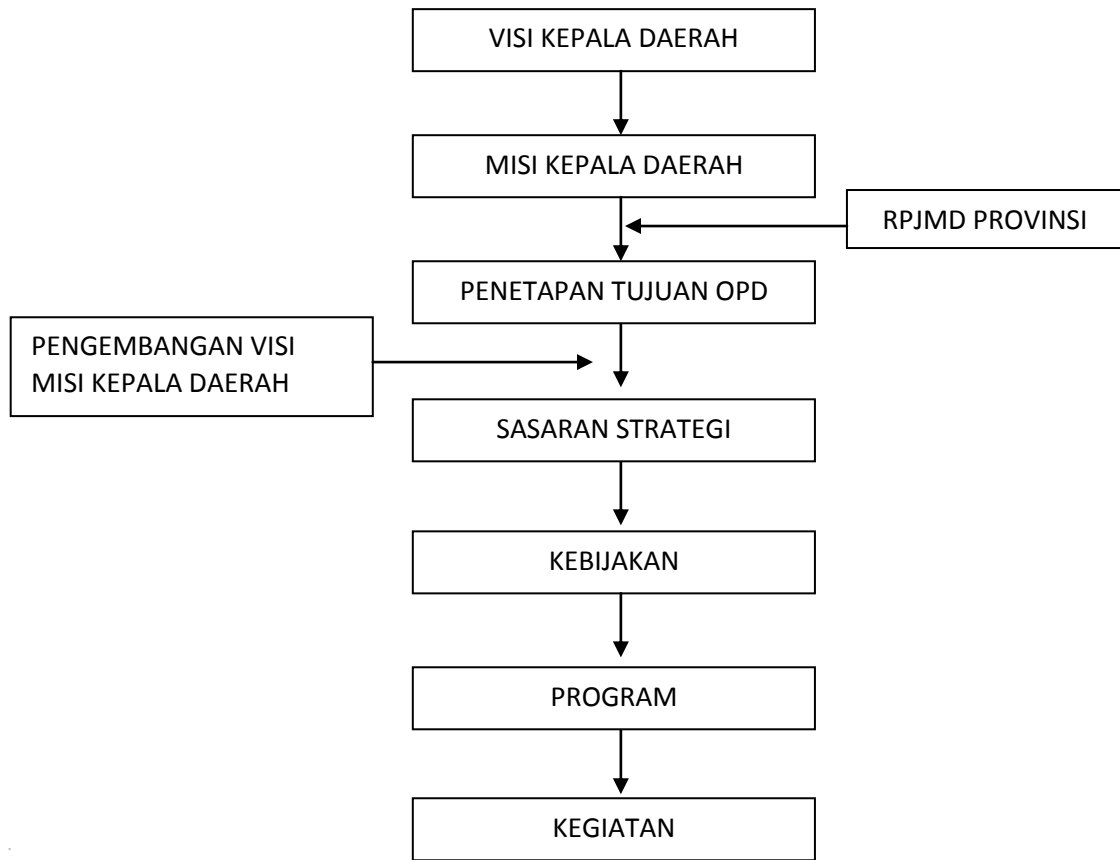 VISI KEPALA DAERAH
MISI KEPALA DAERAH
RPJMD PROVINSI
PENETAPAN TUJUAN OPD
PENGEMBANGAN VISI
MISI KEPALA DAERAH
SASARAN STRATEGI
KEBIJAKAN
PROGRAM
KEGIATAN